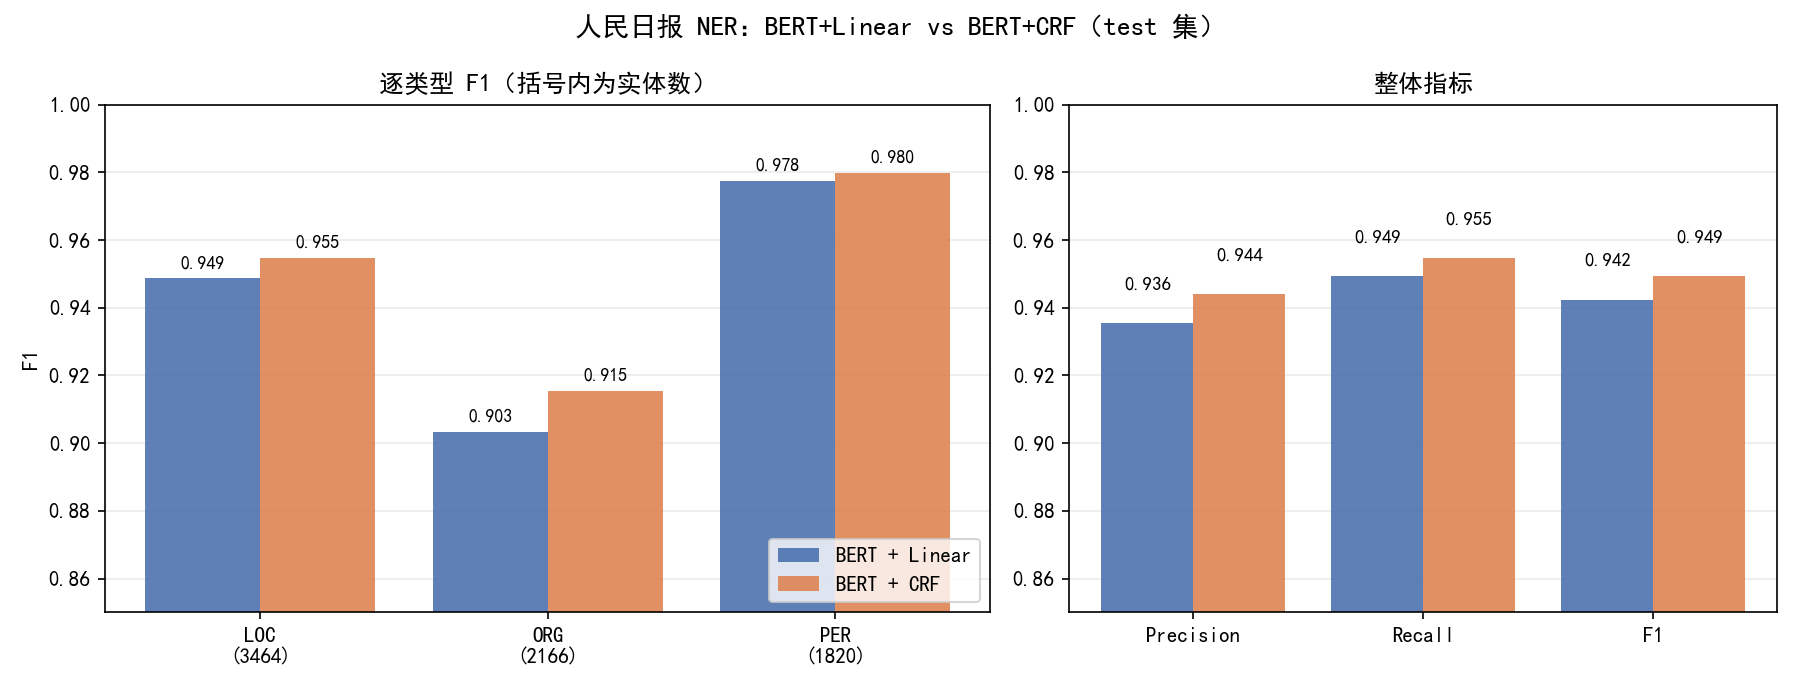 人民日报 NER：BERT+Linear vs BERT+CRF（test 集）
逐类型 F1（括号内为实体数）
F1
1.00
0.98
0.96
0.94
0.92
0.90
0.88
0.86
0.949
0.955
0.903
0.915
0.978
0.980
BERT + Linear
BERT + CRF
LOC
(3464)
ORG
(2166)
PER
(1820)
整体指标
1.00
0.98
0.96
0.94
0.92
0.90
0.88
0.86
0.936
0.944
0.949
0.955
0.942
0.949
Precision
Recall
F1